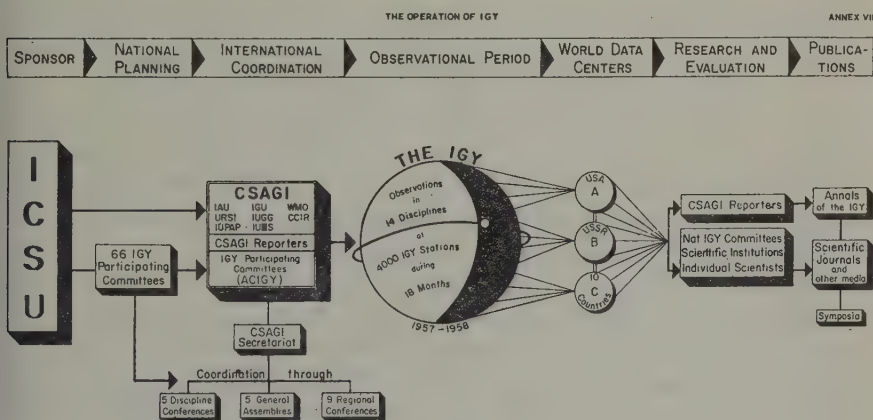 THE OPERATION OF IGY
ANNEX VII
SPONSOR
NATIONAL
PLANNING
INTERNATIONAL
COORDINATION
OBSERVATIONAL PERIOD
WORLD DATA
CENTERS
RESEARCH AND
EVALUATION
PUBLICA-
TIONS
I
C
S
U
66 IGY
Participating
Committees
CSAGI
IAU IGU WMO
URSI IUGG CCIR
IUPAP · IUBS
CSAGI Reporters
IGY Participating
Committees
(ACIGY)
CSAGI
Secretariat
Coordination through
5 Discipline
Conferences
5 General
Assemblies
9 Regional
Conferences
THE IGY
Observations
in
14 Disciplines
at
4000 IGY Stations
during
18 Months
1957-1958
USA
A
USSR
B
10
C
Countries
CSAGI Reporters
Nat IGY Committees
Scientific Institutions
Individual Scientists
Annals
of the IGY
Scientific
Journals
and
other media
Symposia